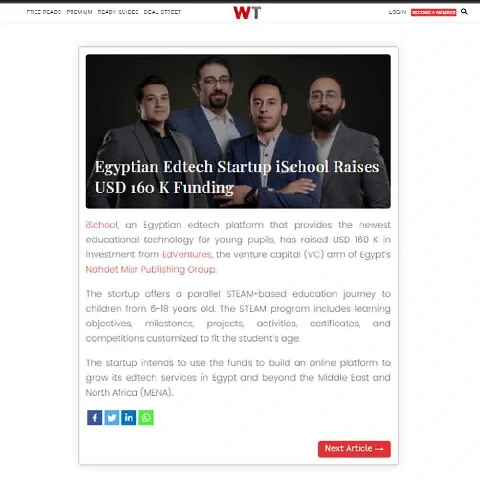 FREE READS PREMIUM READY GUIDES DEAL STREET WT LOGIN BECOME A MEMBER
Egyptian Edtech Startup iSchool Raises
USD 160 K Funding
iSchool, an Egyptian edtech platform that provides the newest
educational technology for young pupils, has raised USD 160 K in
investment from EdVentures, the venture capital (VC) arm of Egypt's
Nahdet Misr Publishing Group.
The startup offers a parallel STEAM-based education journey to
children from 6-18 years old. The STEAM program includes learning
objectives, milestones, projects, activities, certificates, and
competitions customized to fit the student's age.
The startup intends to use the funds to build an online platform to
grow its edtech services in Egypt and beyond the Middle East and
North Africa (MENA).
Next Article →